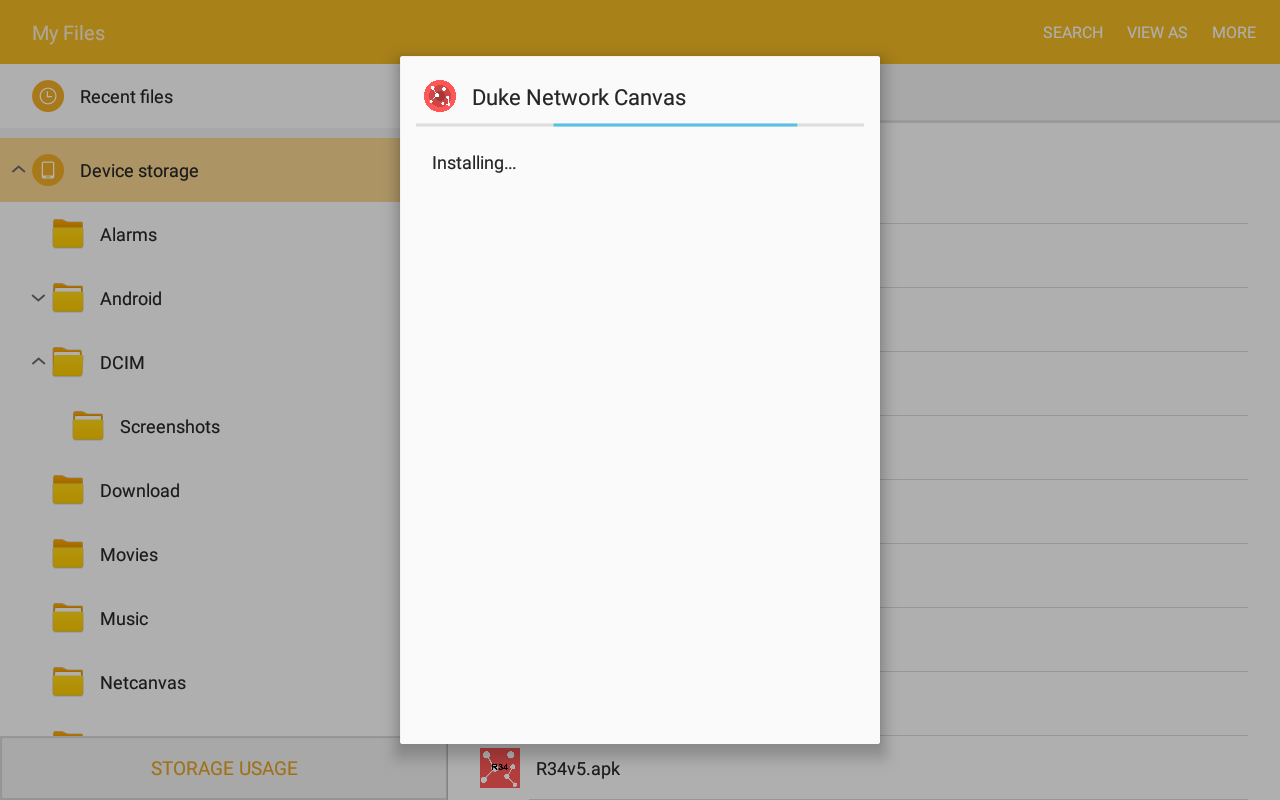 My Files
SEARCH
VIEW AS
MORE
Recent files
Device storage
Alarms
Android
DCIM
Screenshots
Download
Movies
Music
Netcanvas
STORAGE USAGE
Duke Network Canvas
Installing...
R34
R34v5.apk